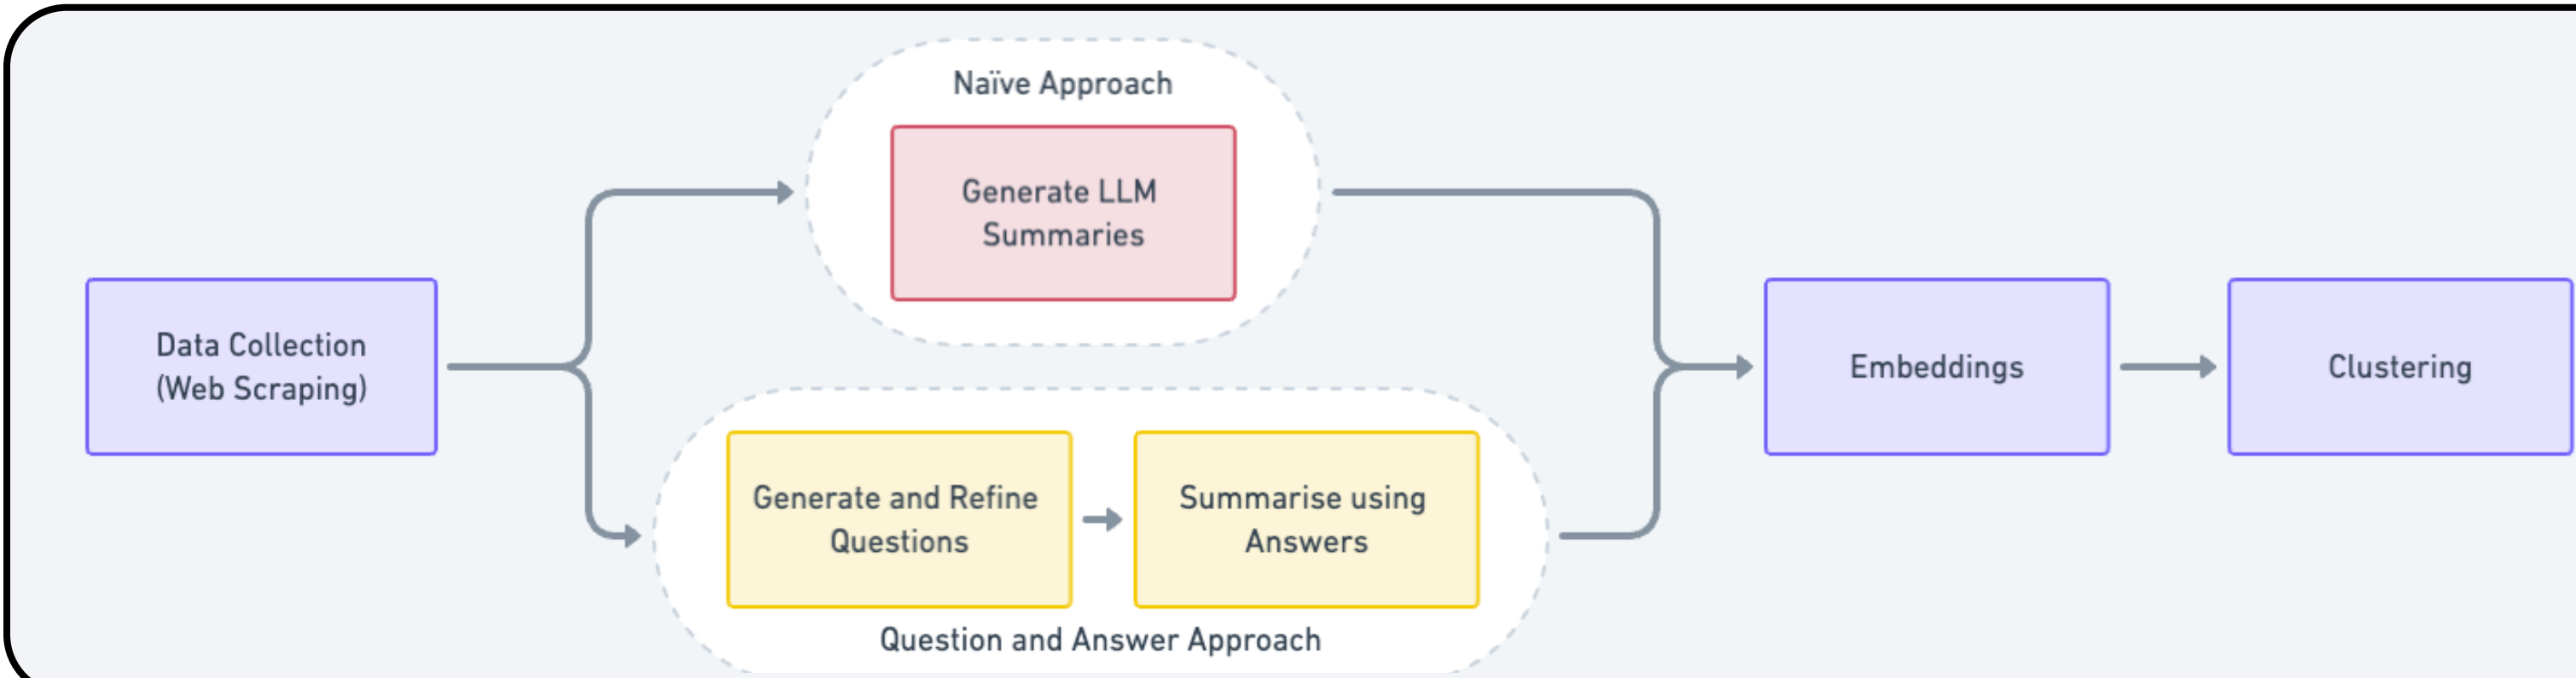 Naïve Approach
Generate LLM
Summaries
Data Collection
(Web Scraping)
Embeddings
Clustering
Generate and Refine
Questions
Summarise using
Answers
Question and Answer Approach